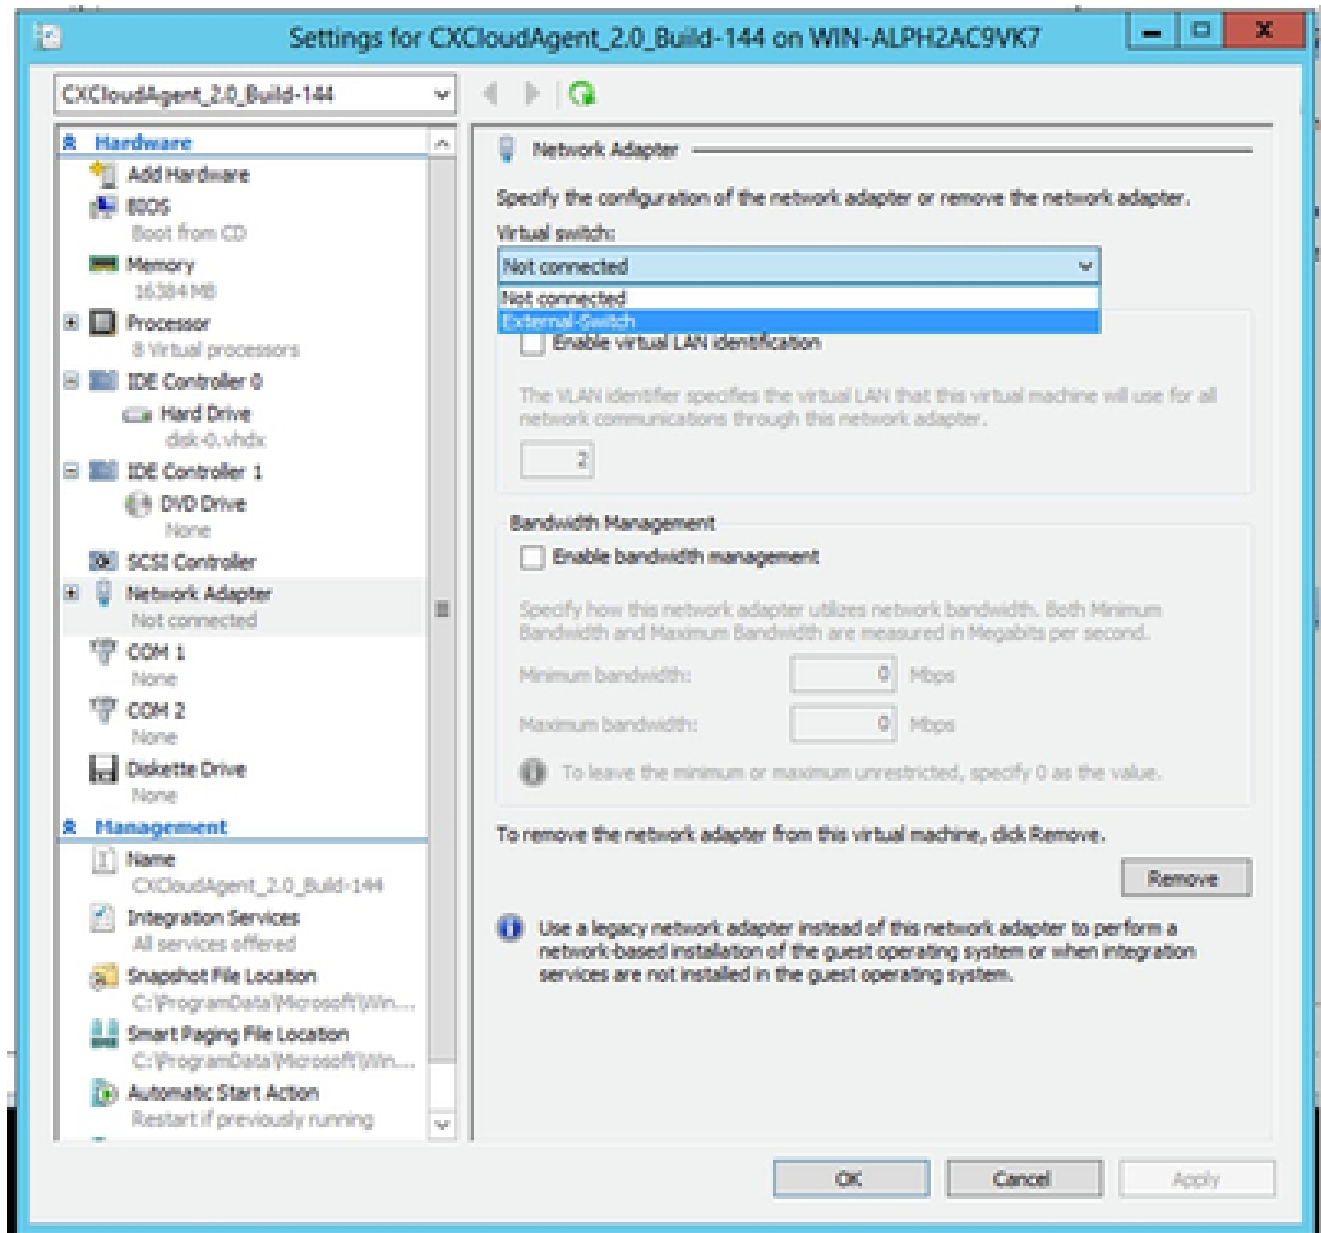 Settings for CXCloudAgent_2.0_Build-144 on WIN-ALPH2AC9VK7
CXCloudAgent_2.0_Build-144
Hardware
Add Hardware
BIOS
Boot from CD
Memory
16384 MB
Processor
8 Virtual processors
IDE Controller 0
Hard Drive
disk-0.vhdx
IDE Controller 1
DVD Drive
None
SCSI Controller
Network Adapter
Not connected
COM 1
None
COM 2
None
Diskette Drive
None
Management
Name
CXCloudAgent_2.0_Build-144
Integration Services
All services offered
Snapshot File Location
C:\ProgramData\Microsoft\Win....
Smart Paging File Location
C:\ProgramData\Microsoft\Win....
Automatic Start Action
Restart if previously running
Network Adapter
Specify the configuration of the network adapter or remove the network adapter.
Virtual switch:
Not connected
Not connected
External-Switch
Enable virtual LAN identification
The VLAN identifier specifies the virtual LAN that this virtual machine will use for all
network communications through this network adapter.
2
Bandwidth Management
Enable bandwidth management
Specify how this network adapter utilizes network bandwidth. Both Minimum
Bandwidth and Maximum Bandwidth are measured in Megabits per second.
Minimum bandwidth: 0 Mbps
Maximum bandwidth: 0 Mbps
To leave the minimum or maximum unrestricted, specify 0 as the value.
To remove the network adapter from this virtual machine, click Remove.
Remove
Use a legacy network adapter instead of this network adapter to perform a
network-based installation of the guest operating system or when integration
services are not installed in the guest operating system.
OK Cancel Apply